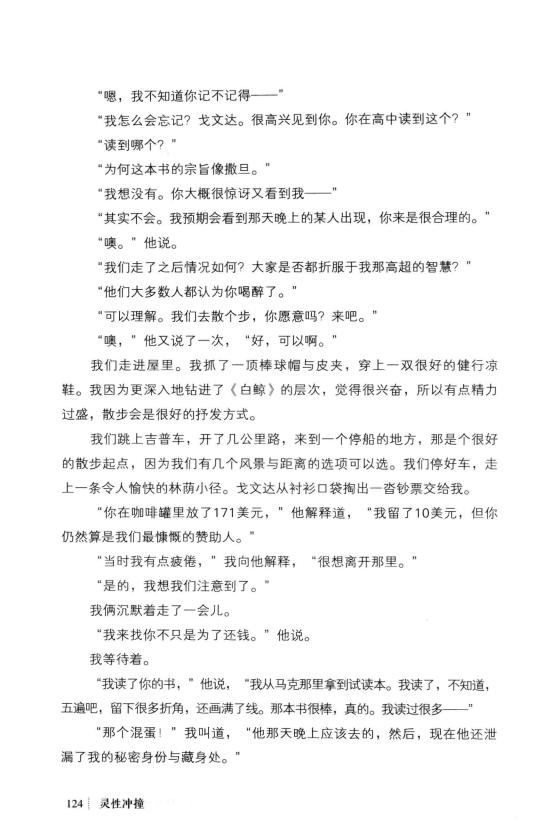 “嗯，我不知道你记不记得——”
“我怎么会忘记？戈文达。很高兴见到你。你在高中读到这个？”
“读到哪个？”
“为何这本书的宗旨像撒旦。”
“我想没有。你大概很惊讶又看到我——”
“其实不会。我预期会看到那天晚上的某人出现，你来是很合理的。”
“噢。”他说。
“我们走了之后情况如何？大家是否都折服于我那高超的智慧？”
“他们大多数人都认为你喝醉了。”
“可以理解。我们去散个步，你愿意吗？来吧。”
“噢，”他又说了一次，“好，可以啊。”
我们走进屋里。我抓了一项棒球帽与皮夹，穿上一双很好的健行凉
鞋。我因为更深入地钻进了《白鲸》的层次，觉得很兴奋，所以有点精力
过盛，散步会是很好的抒发方式。
我们跳上吉普车，开了几公里路，来到一个停船的地方，那是个很好
的散步起点，因为我们有几个风景与距离的选项可以选。我们停好车，走
上一条令人愉快的林荫小径。戈文达从衬衫口袋掏出一沓钞票交给我。
“你在咖啡罐里放了171美元，”他解释道，“我留了10美元，但你
仍然算是我们最慷慨的赞助人。”
“当时我有点疲倦，”我向他解释，“很想离开那里。”
“是的，我想我们注意到了。”
我俩沉默着走了一会儿。
“我来找你不只是为了还钱。”他说。
我等待着。
“我读了你的书，”他说，“我从马克那里拿到试读本。我读了，不知道，
五遍吧，留下很多折角，还画满了线。那本书很棒，真的。我读过很多——”
“那个混蛋！”我叫道，“他那天晚上应该去的，然后，现在他还泄
漏了我的秘密身份与藏身处。”
124 灵性冲撞